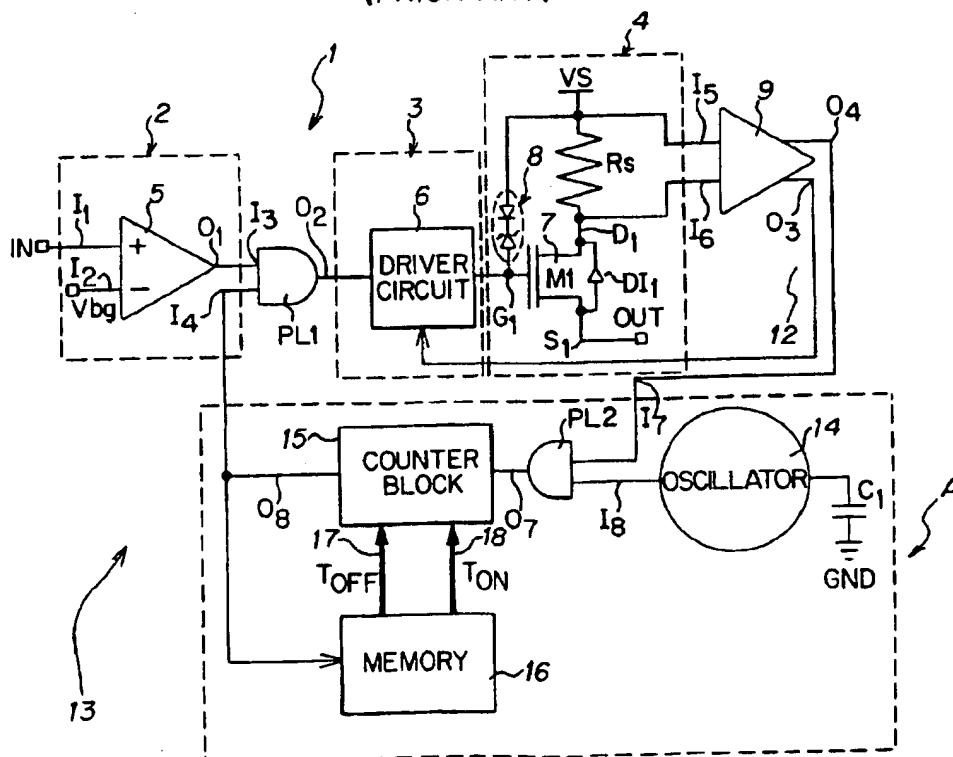 1
4
VS
I5
9
O4
2
3
8
Rs
I1
5
O1
I3
O2
6
IN
+
DRIVER
CIRCUIT
7
D1
I6
O3
I2
Vbg
−
I4
PL1
G1
M1
DI1
OUT
S1
12
PL2
I7
14
15
COUNTER
BLOCK
OSCILLATOR
C1
A
O8
O7
I8
17
18
TOFF
TON
GND
MEMORY
16
13